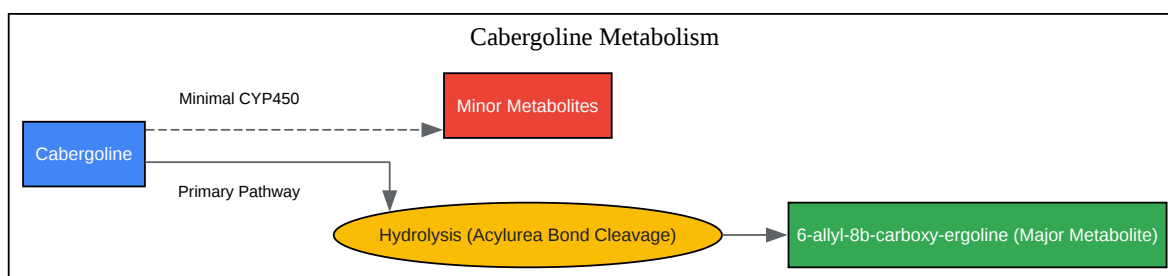 Cabergoline Metabolism
Minimal CYP450
Minor Metabolites
Cabergoline
Primary Pathway
Hydrolysis (Acylurea Bond Cleavage)
6-allyl-8b-carboxy-ergoline (Major Metabolite)